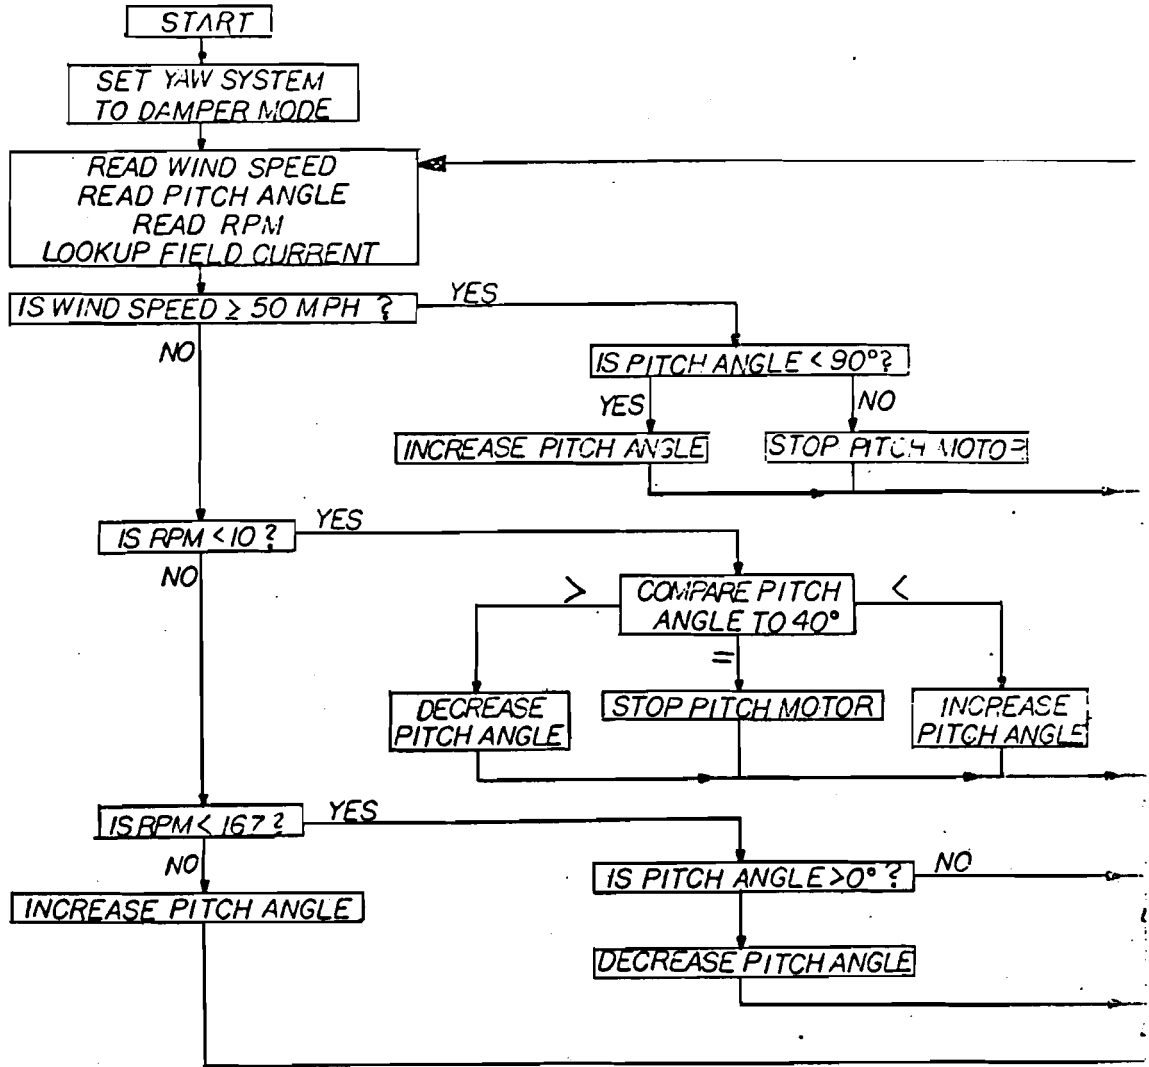 START
SET YAW SYSTEM
TO DAMPER MODE
READ WIND SPEED
READ PITCH ANGLE
READ RPM
LOOKUP FIELD CURRENT
IS WIND SPEED ≥ 50 MPH ?
YES
NO
IS PITCH ANGLE < 90°?
YES
NO
INCREASE PITCH ANGLE
STOP PITCH MOTOR
IS RPM < 10 ?
YES
NO
COMPARE PITCH
ANGLE TO 40°
>
<
=
DECREASE
PITCH ANGLE
STOP PITCH MOTOR
INCREASE
PITCH ANGLE
IS RPM < 167 ?
YES
NO
IS PITCH ANGLE >0° ?
NO
INCREASE PITCH ANGLE
DECREASE PITCH ANGLE